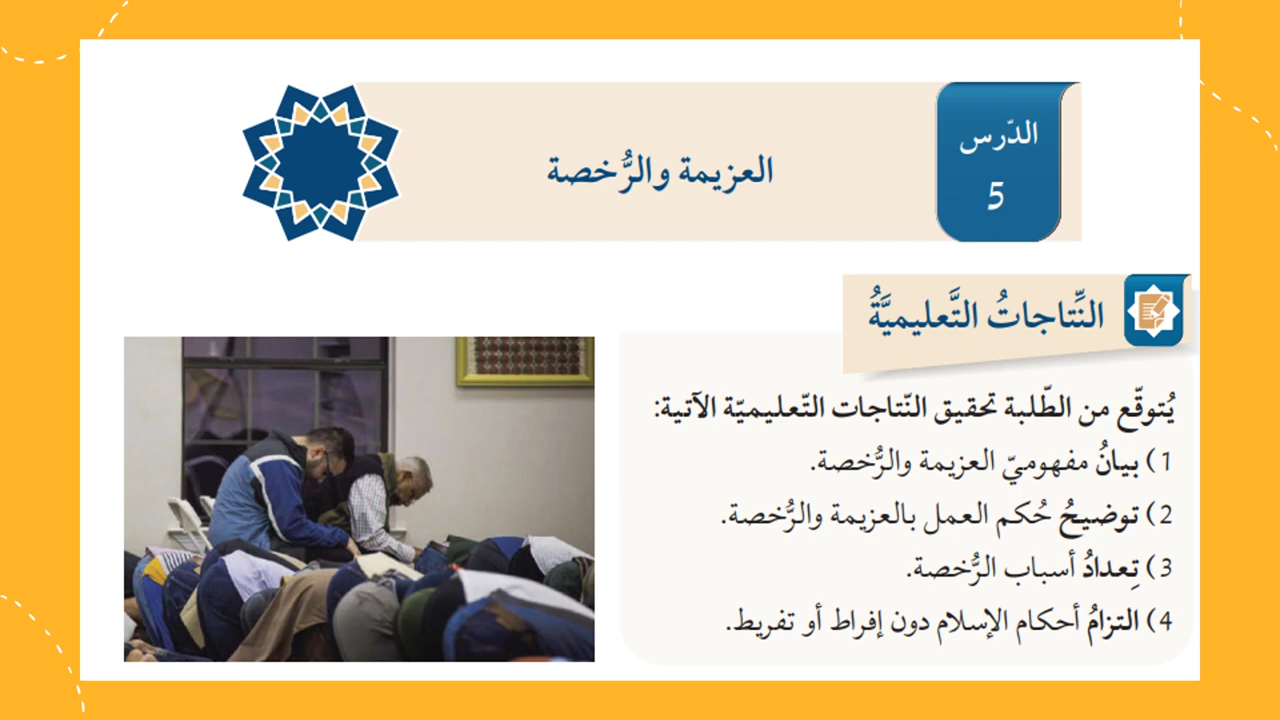 الدّرس
5
العزيمة والرُّخصة
النِّتاجاتُ التَّعليميَّةُ
يُتوقّع من الطّلبة تحقيق النّتاجات التّعليميّة الآتية:
1) بيانُ مفهوميّ العزيمة والرُّخصة.
2) توضيحُ حُكم العمل بالعزيمة والرُّخصة.
3) تِعدادُ أسباب الرُّخصة.
4) التزامُ أحكام الإسلام دون إفراط أو تفريط.